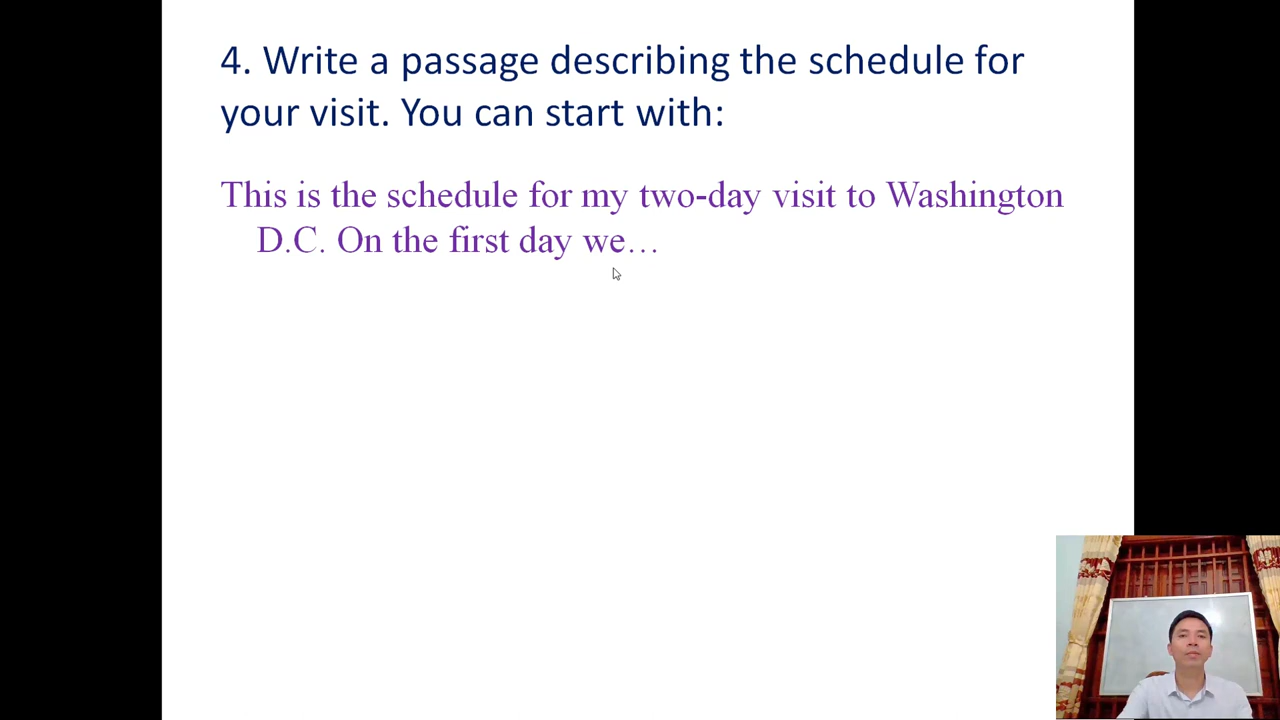 4. Write a passage describing the schedule for
your visit. You can start with:
This is the schedule for my two-day visit to Washington
D.C. On the first day we…